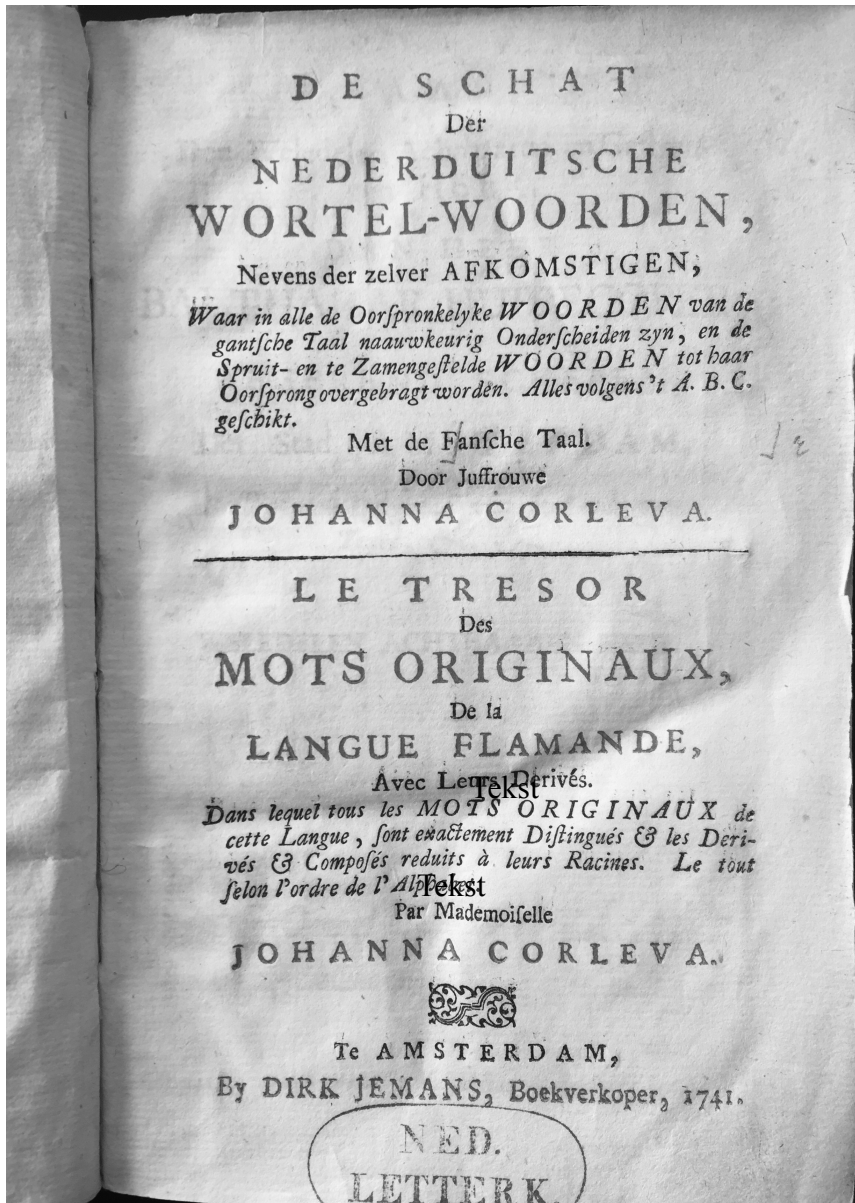 DE SCHAT
Der
NEDERDUITSCHE
WORTEL-WOORDEN,
Nevens der zelver AFKOMSTIGEN,
Waar in alle de Oorſpronkelyke WOORDEN van de
gantſche Taal naauwkeurig Onderſcheiden zyn, en de
Spruit- en te Zamengeſtelde WOORDEN tot haar
Oorſprong overgebragt worden. Alles volgens 't A. B. C.
geſchikt.
Met de Fanſche Taal.
Door Juffrouwe
JOHANNA CORLEVA.
LE TRESOR
Des
MOTS ORIGINAUX,
De la
LANGUE FLAMANDE,
Avec Leurs Derivés.
Tekst
Dans lequel tous les MOTS ORIGINAUX de
cette Langue, ſont exactement Diſtingués & les Deri-
vés & Compoſés reduits à leurs Racines. Le tout
ſelon l'ordre de l'Alphabet.
Tekst
Par Mademoiſelle
JOHANNA CORLEVA.
Te AMSTERDAM,
By DIRK JEMANS, Boekverkoper, 1741.
NED.
LETTERK